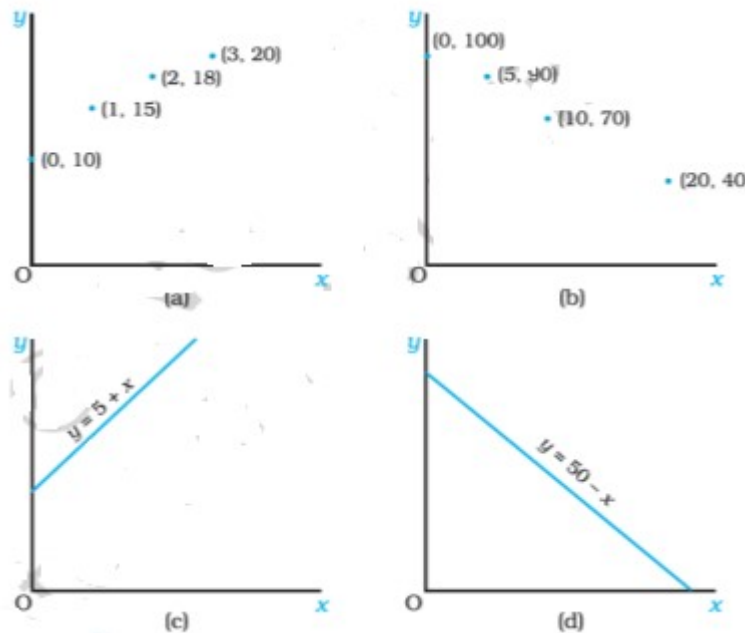 y
(3, 20)
(2, 18)
(1, 15)
(0, 10)
O
x
(a)
y
(0, 100)
(5, 90)
(10, 70)
(20, 40
O
x
(b)
y
y = 5 + x
O
x
(c)
y
y = 50 – x
O
x
(d)